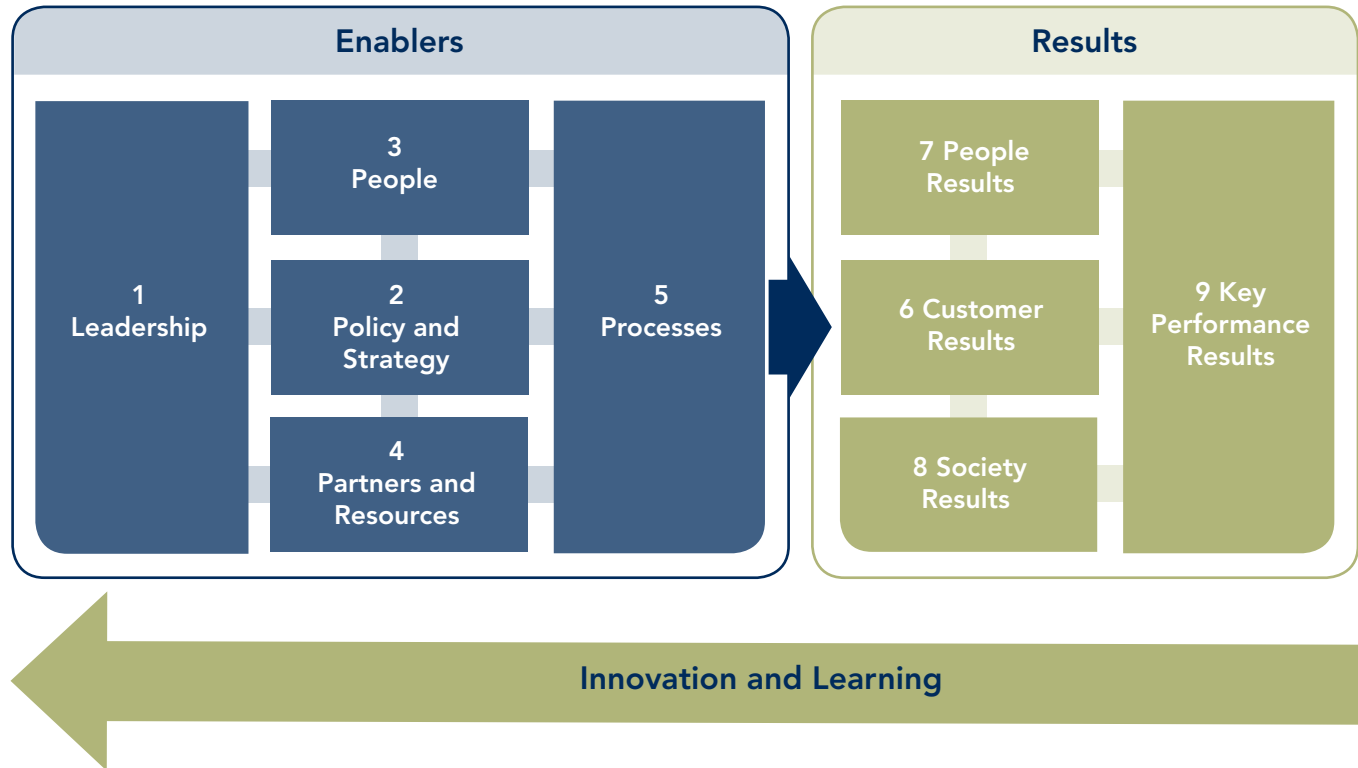 Enablers
Results
1
Leadership
3
People
2
Policy and
Strategy
4
Partners and
Resources
5
Processes
7 People
Results
6 Customer
Results
8 Society
Results
9 Key
Performance
Results
Innovation and Learning